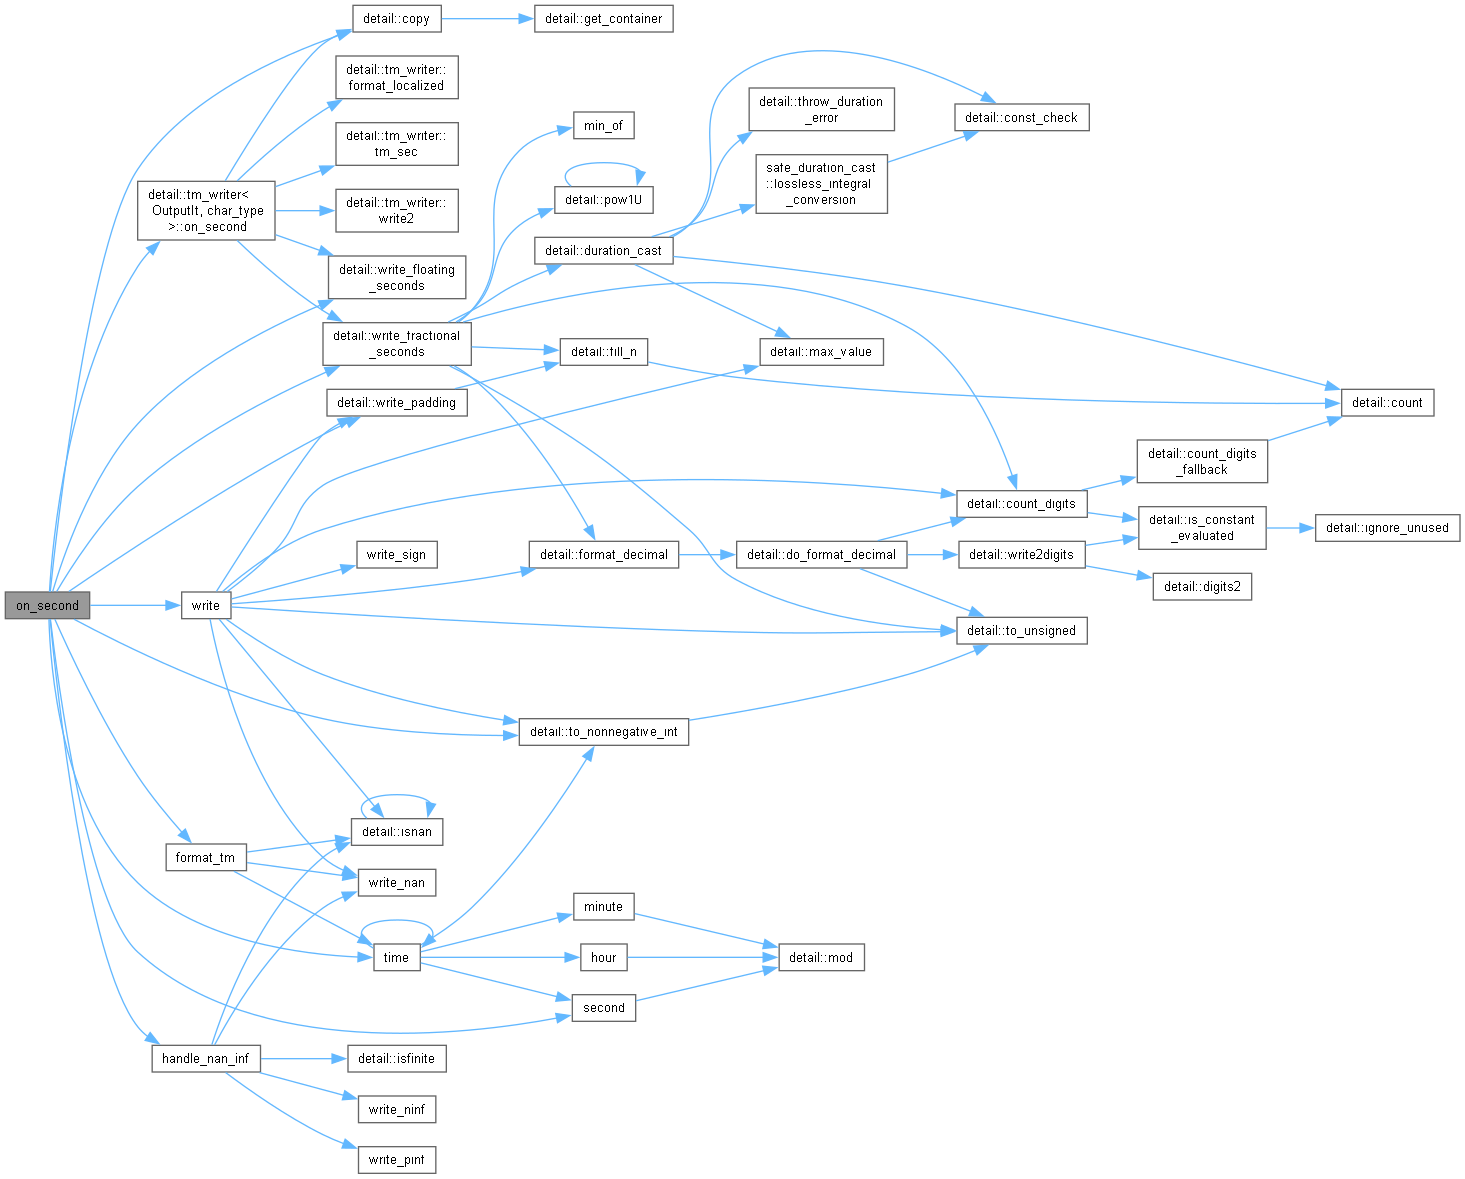 on_second
detail::tm_writer<
OutputIt, char_type
>::on_second
write
format_tm
handle_nan_inf
detail::copy
detail::tm_writer::
format_localized
detail::tm_writer::
tm_sec
detail::tm_writer::
write2
detail::write_floating
_seconds
detail::write_fractional
_seconds
detail::write_padding
write_sign
detail::isnan
write_nan
time
detail::isfinite
write_ninf
write_pinf
detail::get_container
min_of
detail::pow10
detail::duration_cast
detail::fill_n
detail::format_decimal
detail::to_nonnegative_int
minute
hour
second
detail::throw_duration
_error
safe_duration_cast
::lossless_integral
_conversion
detail::max_value
detail::do_format_decimal
detail::mod
detail::const_check
detail::count_digits
detail::write2digits
detail::to_unsigned
detail::count_digits
_fallback
detail::is_constant
_evaluated
detail::digits2
detail::count
detail::ignore_unused